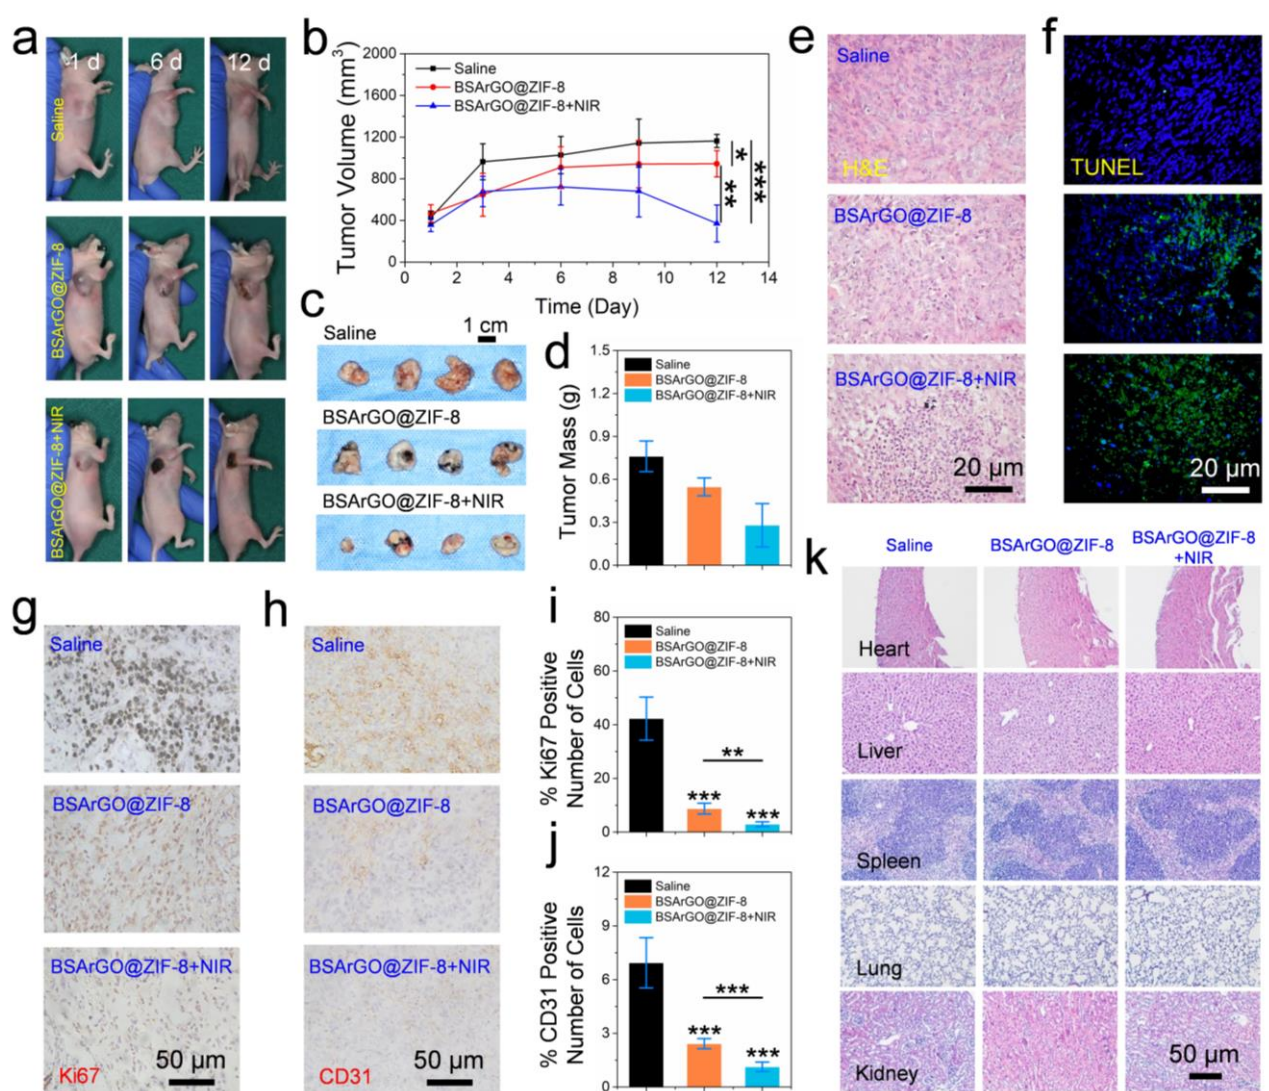 a
1 d
6 d
12 d
Saline
BSArGO@ZIF-8
BSArGO@ZIF-8+NIR
b
Tumor Volume (mm³)
2000
1600
1200
800
400
0
Saline
BSArGO@ZIF-8
BSArGO@ZIF-8+NIR
*
**
***
0 2 4 6 8 10 12 14
Time (Day)
c
1 cm
Saline
BSArGO@ZIF-8
BSArGO@ZIF-8+NIR
d
Tumor Mass (g)
1.5
1.2
0.9
0.6
0.3
0.0
Saline
BSArGO@ZIF-8
BSArGO@ZIF-8+NIR
e
Saline
H&E
BSArGO@ZIF-8
BSArGO@ZIF-8+NIR
20 μm
f
TUNEL
20 μm
g
Saline
BSArGO@ZIF-8
BSArGO@ZIF-8+NIR
Ki67
50 μm
h
Saline
BSArGO@ZIF-8
BSArGO@ZIF-8+NIR
CD31
50 μm
i
% Ki67 Positive
Number of Cells
80
60
40
20
0
Saline
BSArGO@ZIF-8
BSArGO@ZIF-8+NIR
**
***
***
j
% CD31 Positive
Number of Cells
12
9
6
3
0
Saline
BSArGO@ZIF-8
BSArGO@ZIF-8+NIR
***
***
***
k
Saline
BSArGO@ZIF-8
BSArGO@ZIF-8
+NIR
Heart
Liver
Spleen
Lung
Kidney
50 μm